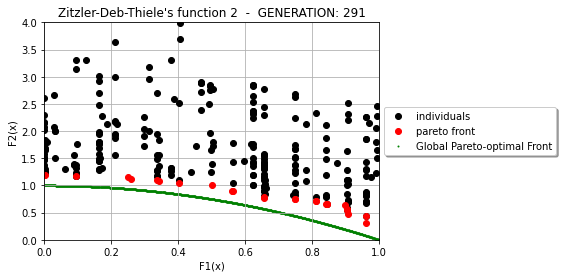 Zitzler-Deb-Thiele's function 2 - GENERATION: 291
F2(x)
4.0
3.5
3.0
2.5
2.0
1.5
1.0
0.5
0.0
0.0 0.2 0.4 0.6 0.8 1.0
F1(x)
individuals
pareto front
Global Pareto-optimal Front